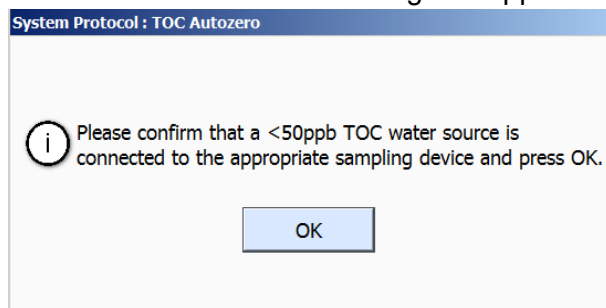 System Protocol : TOC Autozero
Please confirm that a <50ppb TOC water source is
connected to the appropriate sampling device and press OK.
OK